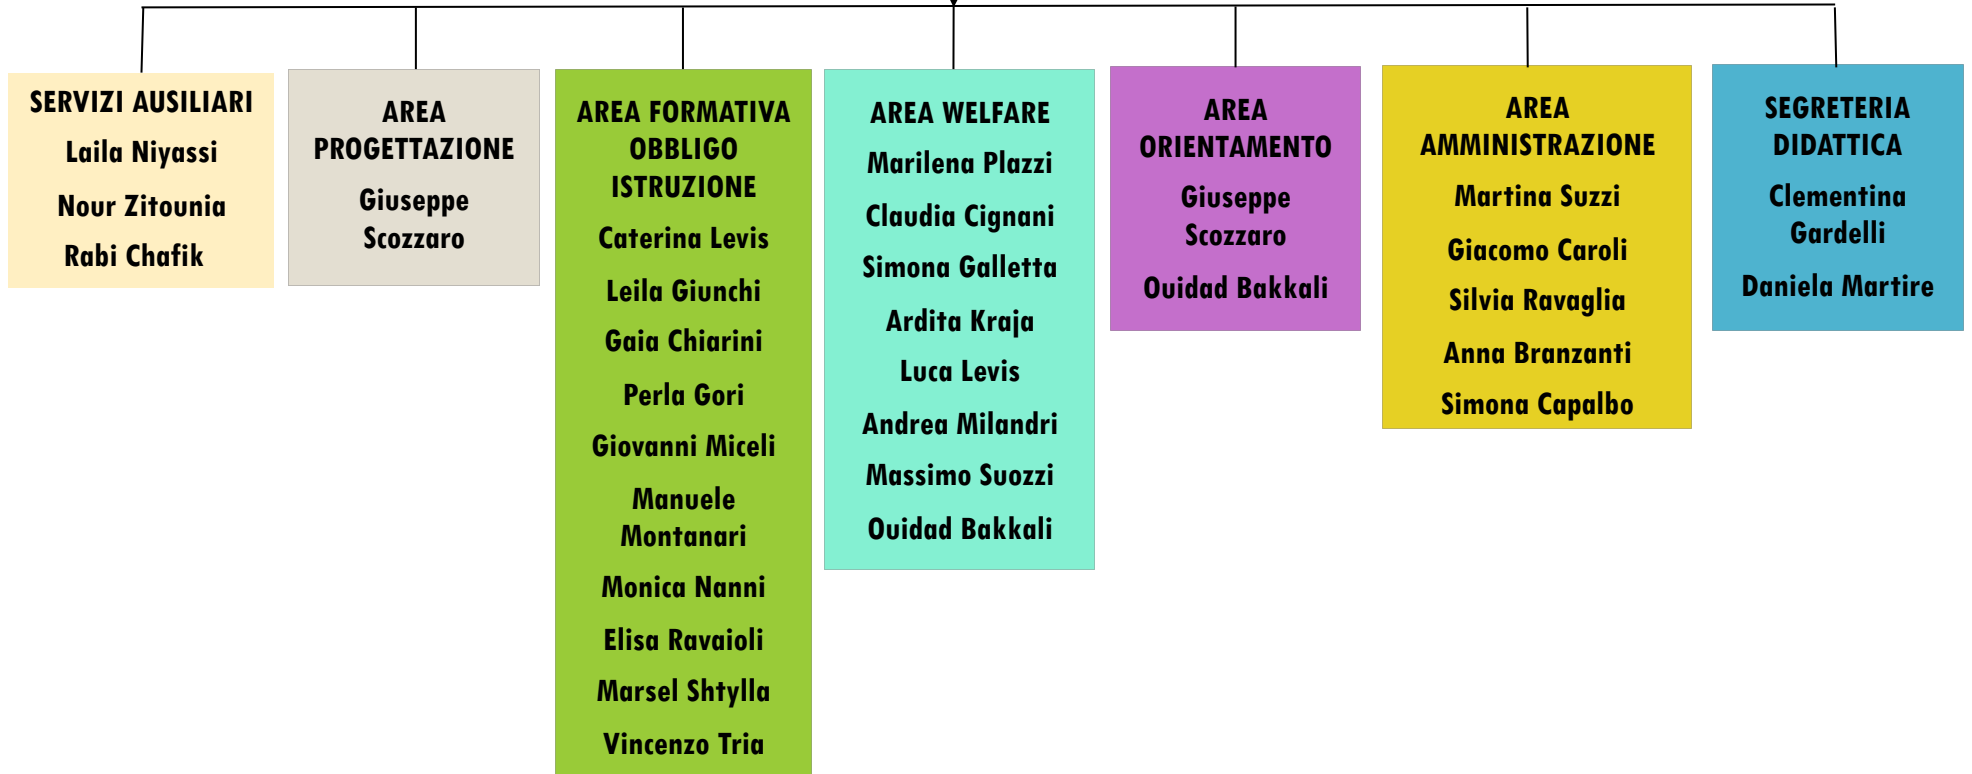 SERVIZI AUSILIARI
Laila Niyassi
Nour Zitounia
Rabi Chafik
AREA
PROGETTAZIONE
Giuseppe
Scozzaro
AREA FORMATIVA
OBBLIGO
ISTRUZIONE
Caterina Levis
Leila Giunchi
Gaia Chiarini
Perla Gori
Giovanni Miceli
Manuele
Montanari
Monica Nanni
Elisa Ravaioli
Marsel Shtylla
Vincenzo Tria
AREA WELFARE
Marilena Plazzi
Claudia Cignani
Simona Galletta
Ardita Kraja
Luca Levis
Andrea Milandri
Massimo Suozzi
Ouidad Bakkali
AREA
ORIENTAMENTO
Giuseppe
Scozzaro
Ouidad Bakkali
AREA
AMMINISTRAZIONE
Martina Suzzi
Giacomo Caroli
Silvia Ravaglia
Anna Branzanti
Simona Capalbo
SEGRETERIA
DIDATTICA
Clementina
Gardelli
Daniela Martire